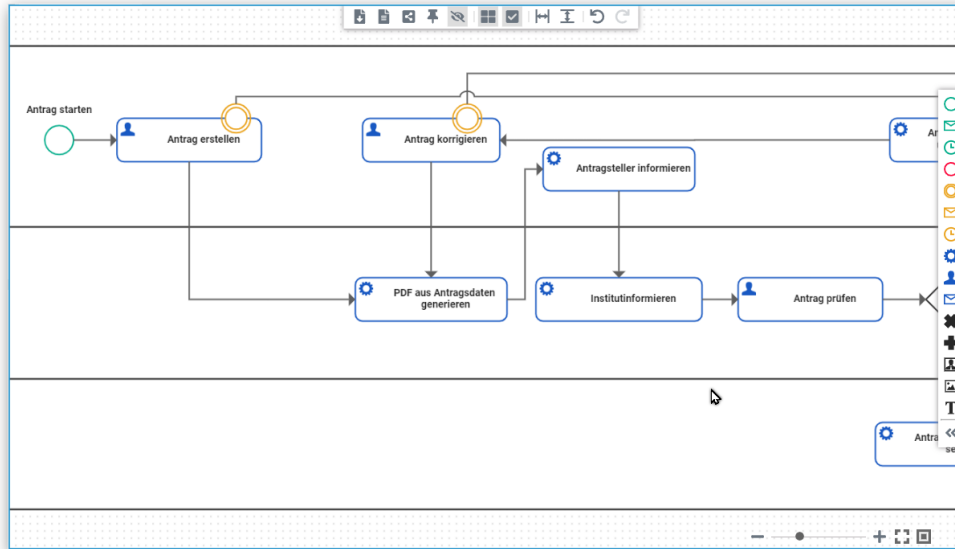 Antrag starten
Antrag erstellen
Antrag korrigieren
Antragsteller informieren
PDF aus Antragsdaten
generieren
Institutinformieren
Antrag prüfen